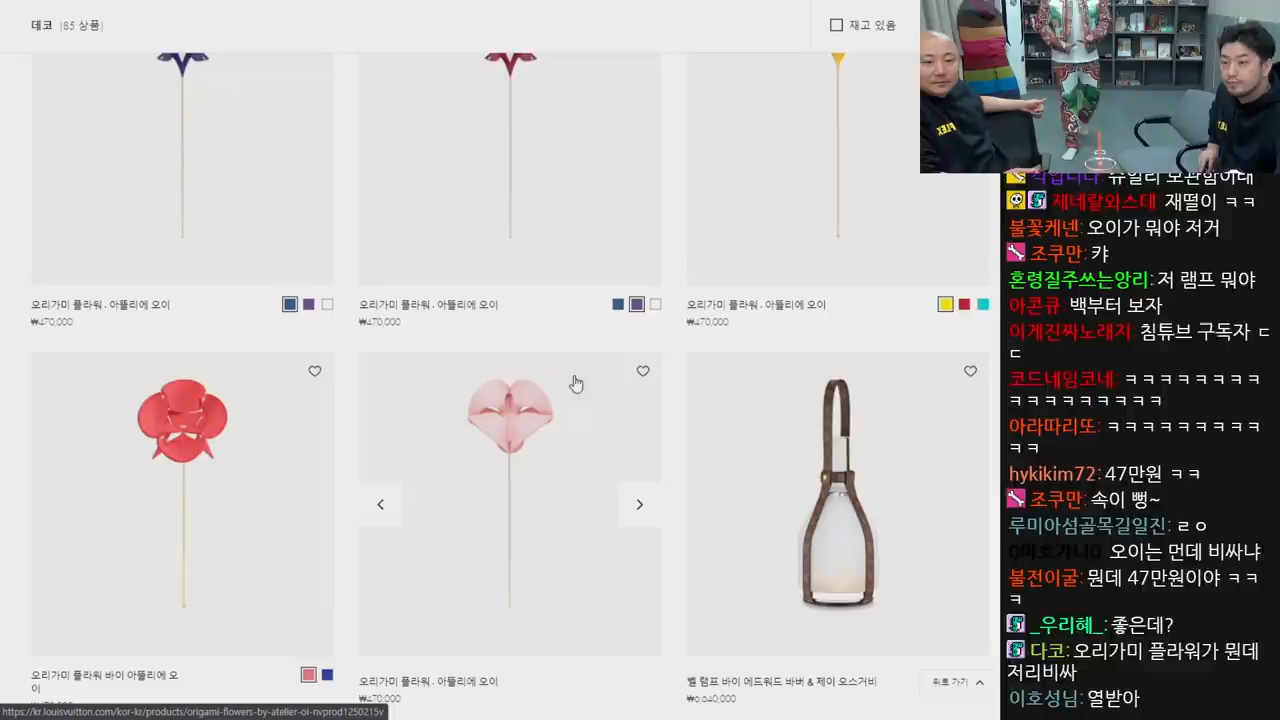 데코 [85 상품]
재고 있음
오리가미 플라워 - 아뜰리에 오이
₩470,000
오리가미 플라워 - 아뜰리에 오이
₩470,000
오리가미 플라워 - 아뜰리에 오이
₩470,000
오리가미 플라워 바이 아뜰리에 오
이
오리가미 플라워 - 아뜰리에 오이
₩470,000
벨 램프 바이 에드워드 바버 & 제이 오스거비
위로 가기
https://kr.louisvuitton.com/kor-kr/products/origami-flowers-by-atelier-oi-nvprod1250215v
PLEX
PLEX
제네랄외스데 재떨이 ㅋㅋ
불꽃케넨: 오이가 뭐야 저거
조쿠만: 캬
혼령질주쓰는앙리: 저 램프 뭐야
아콘큐: 백부터 보자
이게진짜노래지 침튜브 구독자 ㄷ
ㄷ
코드네임코네: ㅋㅋㅋㅋㅋㅋㅋㅋ
ㅋㅋㅋㅋㅋㅋㅋㅋㅋ
아라따리또: ㅋㅋㅋㅋㅋㅋㅋㅋㅋ
ㅋㅋ
hykikim72: 47만원 ㅋㅋ
조쿠만: 속이 뻥~
루미아섬골목길일진: ㄹㅇ
오이는 먼데 비싸냐
불전이굴: 뭔데 47만원이야 ㅋㅋ
ㅋ
_우리혜_: 좋은데?
다코: 오리가미 플라워가 뭔데
저리비싸
이호성님: 열받아